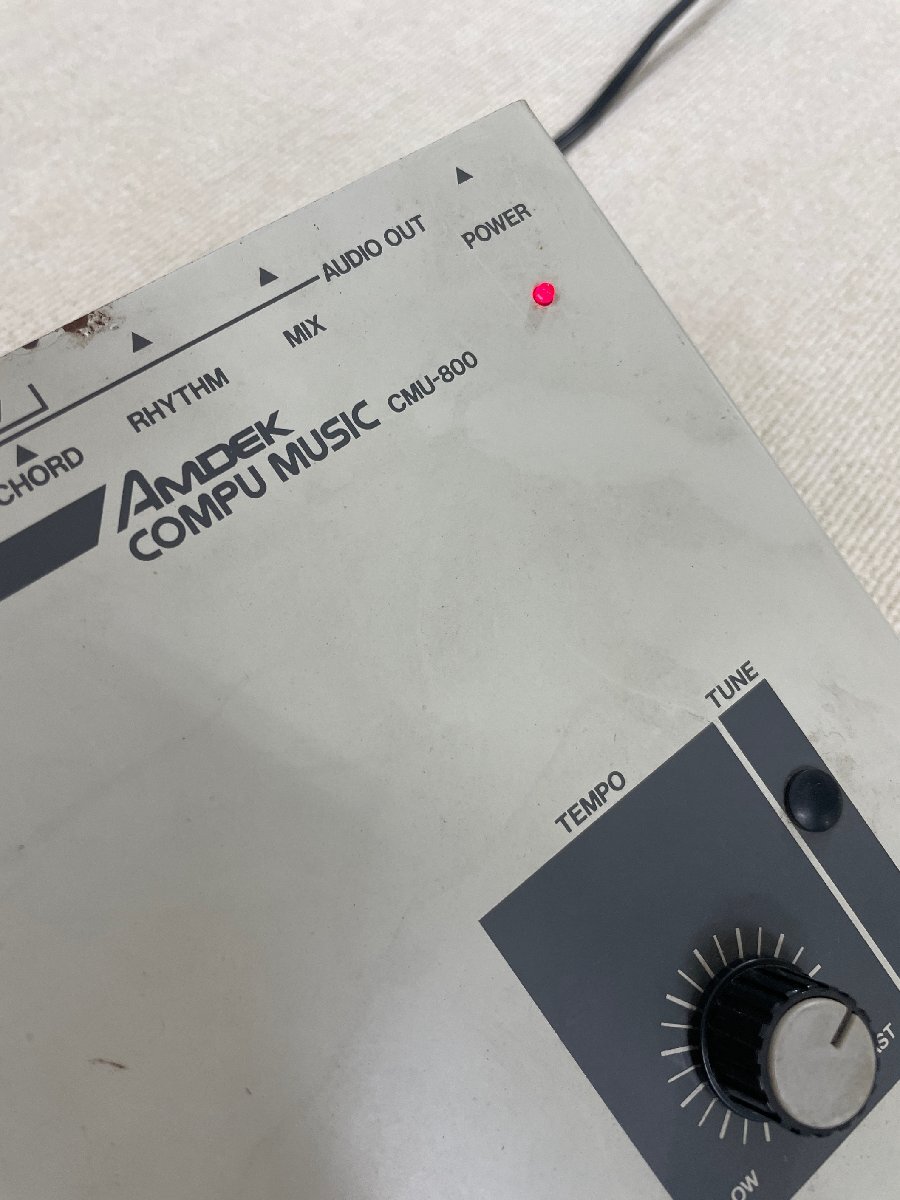 POWER
AUDIO OUT
MIX
RHYTHM
CHORD
AMDEK
COMPU MUSIC CMU-800
TUNE
TEMPO